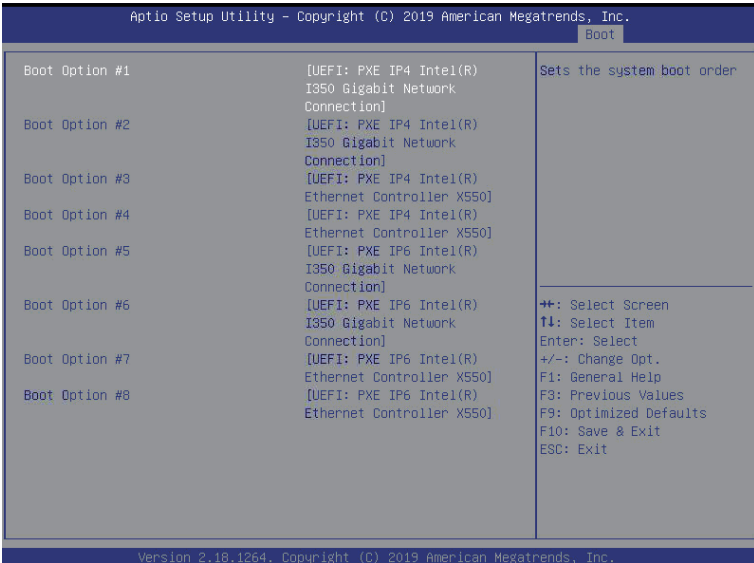 Aptio Setup Utility – Copyright (C) 2019 American Megatrends, Inc.
Boot
Boot Option #1 [UEFI: PXE IP4 Intel(R)
I350 Gigabit Network
Connection]
Boot Option #2 [UEFI: PXE IP4 Intel(R)
I350 Gigabit Network
Connection]
Boot Option #3 [UEFI: PXE IP4 Intel(R)
Ethernet Controller X550]
Boot Option #4 [UEFI: PXE IP4 Intel(R)
Ethernet Controller X550]
Boot Option #5 [UEFI: PXE IP6 Intel(R)
I350 Gigabit Network
Connection]
Boot Option #6 [UEFI: PXE IP6 Intel(R)
I350 Gigabit Network
Connection]
Boot Option #7 [UEFI: PXE IP6 Intel(R)
Ethernet Controller X550]
Boot Option #8 [UEFI: PXE IP6 Intel(R)
Ethernet Controller X550]
Sets the system boot order
→←: Select Screen
↑↓: Select Item
Enter: Select
+/-: Change Opt.
F1: General Help
F3: Previous Values
F9: Optimized Defaults
F10: Save & Exit
ESC: Exit
Version 2.18.1264. Copyright (C) 2019 American Megatrends, Inc.